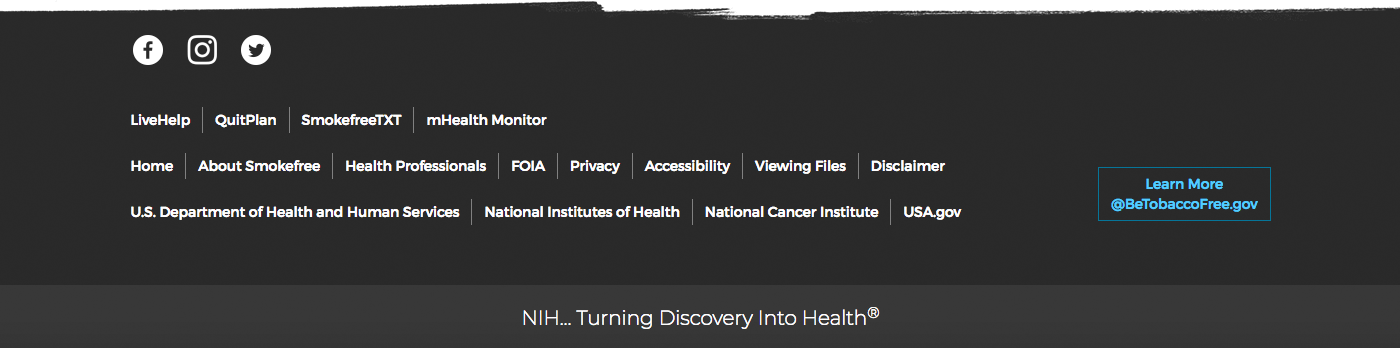 LiveHelp QuitPlan SmokefreeTXT mHealth Monitor
Home About Smokefree Health Professionals FOIA Privacy Accessibility Viewing Files Disclaimer
U.S. Department of Health and Human Services National Institutes of Health National Cancer Institute USA.gov
Learn More
@BeTobaccoFree.gov
NIH... Turning Discovery Into Health®